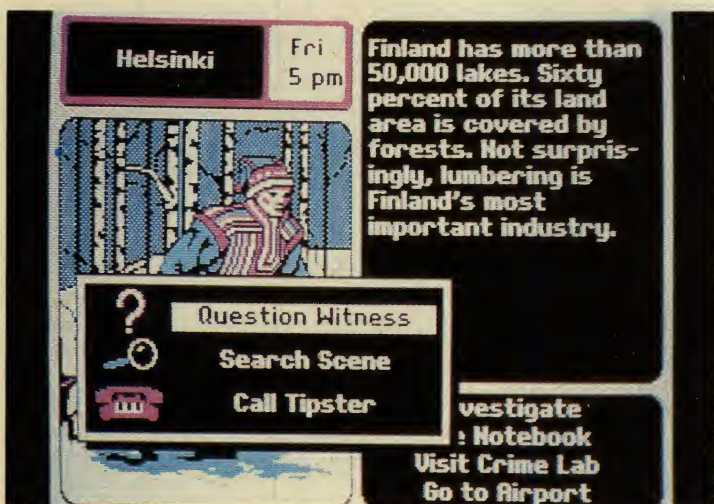 Helsinki
Fri
5 pm
Finland has more than
50,000 lakes. Sixty
percent of its land
area is covered by
forests. Not surpris-
ingly, lumbering is
Finland's most
important industry.
?
Question Witness
Search Scene
Call Tipster
vestigate
Notebook
Visit Crime Lab
Go to Airport